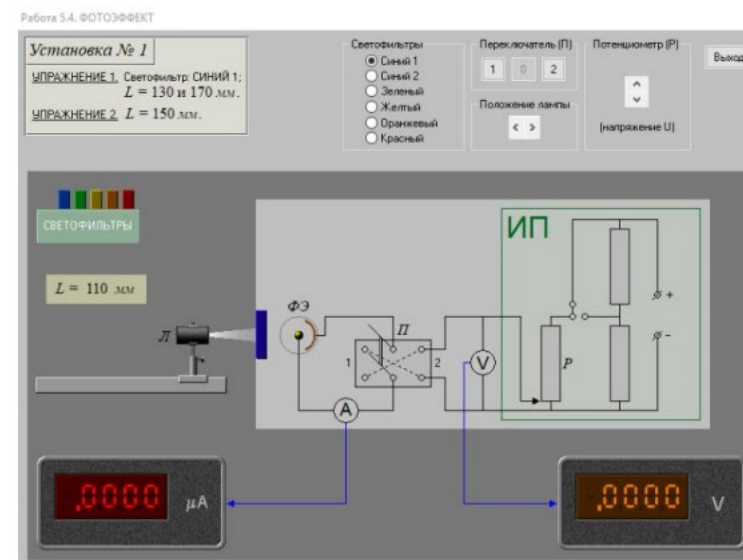 Работа 5.4. ФОТОЭФФЕКТ
Установка № 1
УПРАЖНЕНИЕ 1. Светофильтр: СИНИЙ 1;
L = 130 и 170 мм.
УПРАЖНЕНИЕ 2. L = 150 мм.
Светофильтры
Синий 1
Синий 2
Зеленый
Желтый
Оранжевый
Красный
Переключатель (П)
1 0 2
Положение лампы
< >
Потенциометр (Р)
(напряжение U)
Выход
СВЕТОФИЛЬТРЫ
L = 110 мм
Л
ФЭ
П
1
2
A
V
ИП
P
+
-
.0000 μA
.0000 V